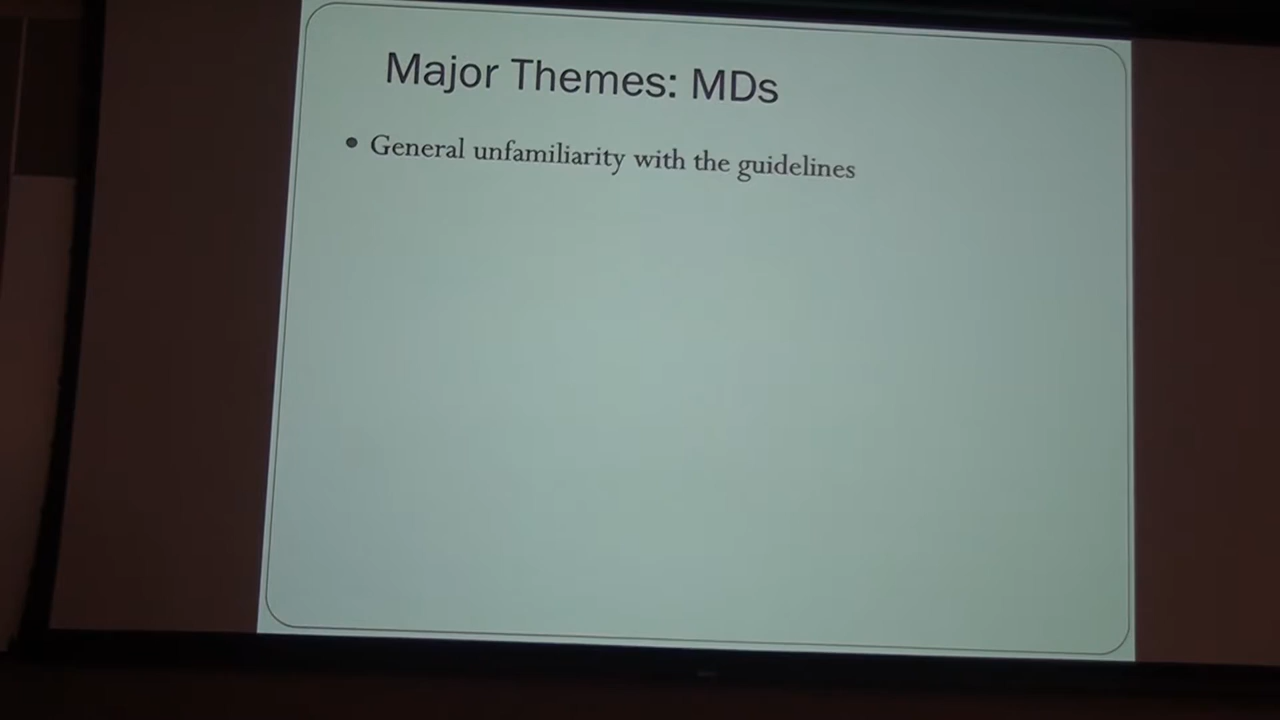 Major Themes: MDs
• General unfamiliarity with the guidelines